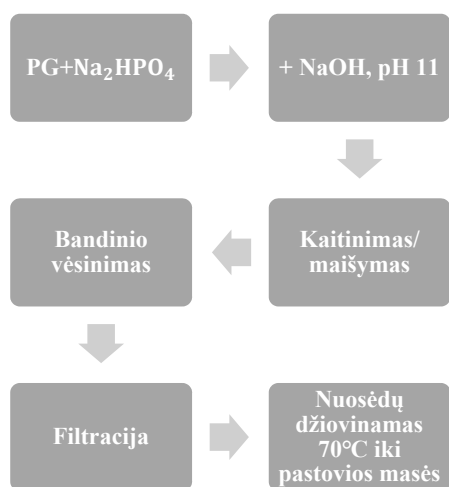 PG+Na₂HPO₄
+ NaOH, pH 11
Kaitinimas/
maišymas
Bandinio
vėsinimas
Filtracija
Nuosėdų
džiovinamas
70°C iki
pastovios masės